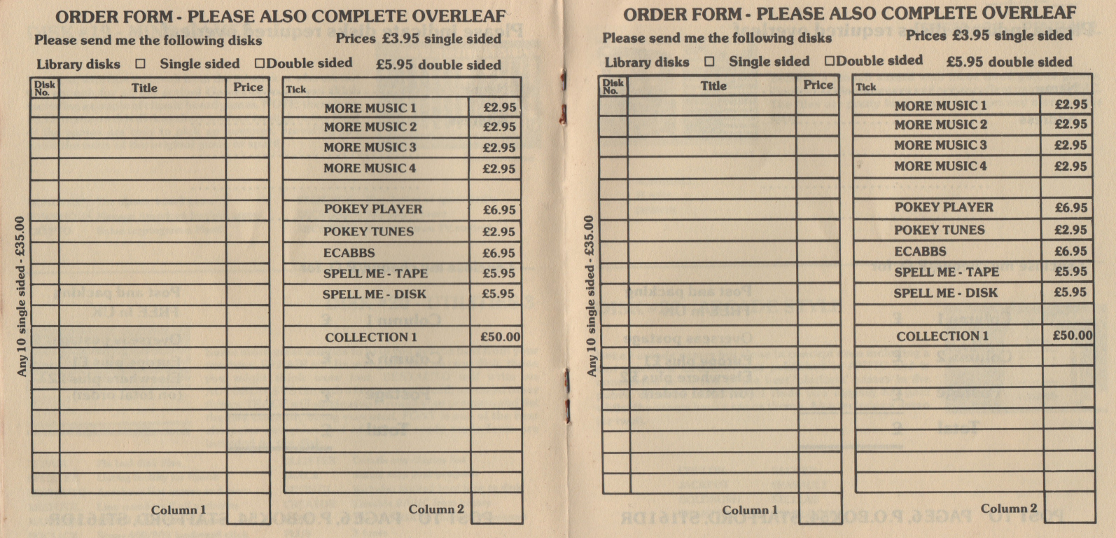 ORDER FORM - PLEASE ALSO COMPLETE OVERLEAF
Please send me the following disks Prices £3.95 single sided
Library disks □ Single sided □ Double sided £5.95 double sided
Disk No. Title Price Tick
MORE MUSIC 1 £2.95
MORE MUSIC 2 £2.95
MORE MUSIC 3 £2.95
MORE MUSIC 4 £2.95
POKEY PLAYER £6.95
POKEY TUNES £2.95
ECABBS £6.95
SPELL ME - TAPE £5.95
SPELL ME - DISK £5.95
COLLECTION 1 £50.00
Any 10 single sided - £35.00
Column 1 Column 2
ORDER FORM - PLEASE ALSO COMPLETE OVERLEAF
Please send me the following disks Prices £3.95 single sided
Library disks □ Single sided □ Double sided £5.95 double sided
Disk No. Title Price Tick
MORE MUSIC 1 £2.95
MORE MUSIC 2 £2.95
MORE MUSIC 3 £2.95
MORE MUSIC 4 £2.95
POKEY PLAYER £6.95
POKEY TUNES £2.95
ECABBS £6.95
SPELL ME - TAPE £5.95
SPELL ME - DISK £5.95
COLLECTION 1 £50.00
Any 10 single sided - £35.00
Column 1 Column 2